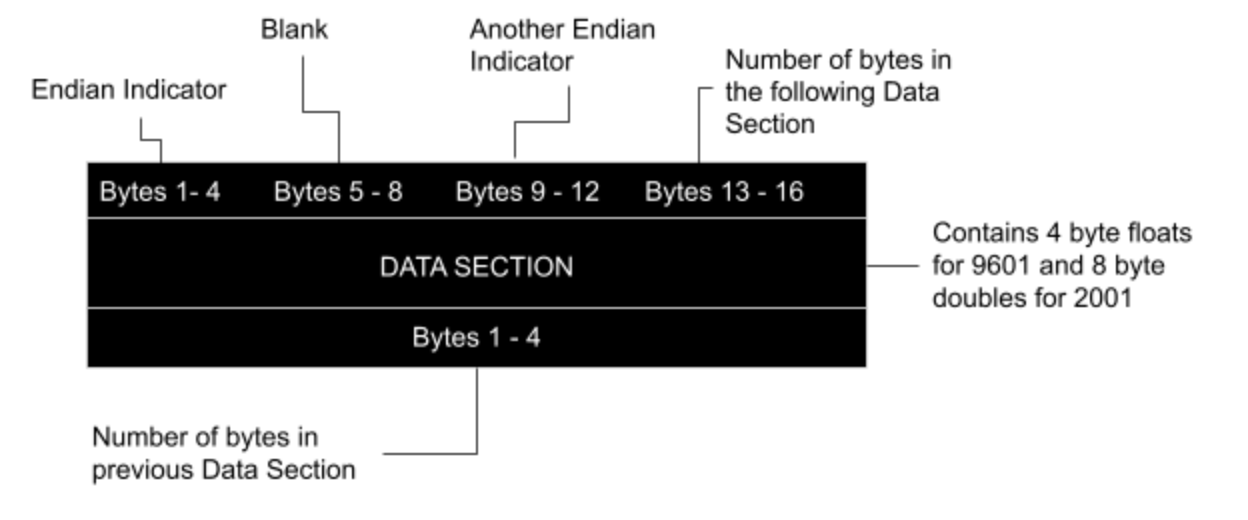 Blank
Another Endian
Indicator
Number of bytes in
the following Data
Section
Endian Indicator
Bytes 1- 4
Bytes 5 - 8
Bytes 9 - 12
Bytes 13 - 16
DATA SECTION
Contains 4 byte floats
for 9601 and 8 byte
doubles for 2001
Bytes 1 - 4
Number of bytes in
previous Data Section